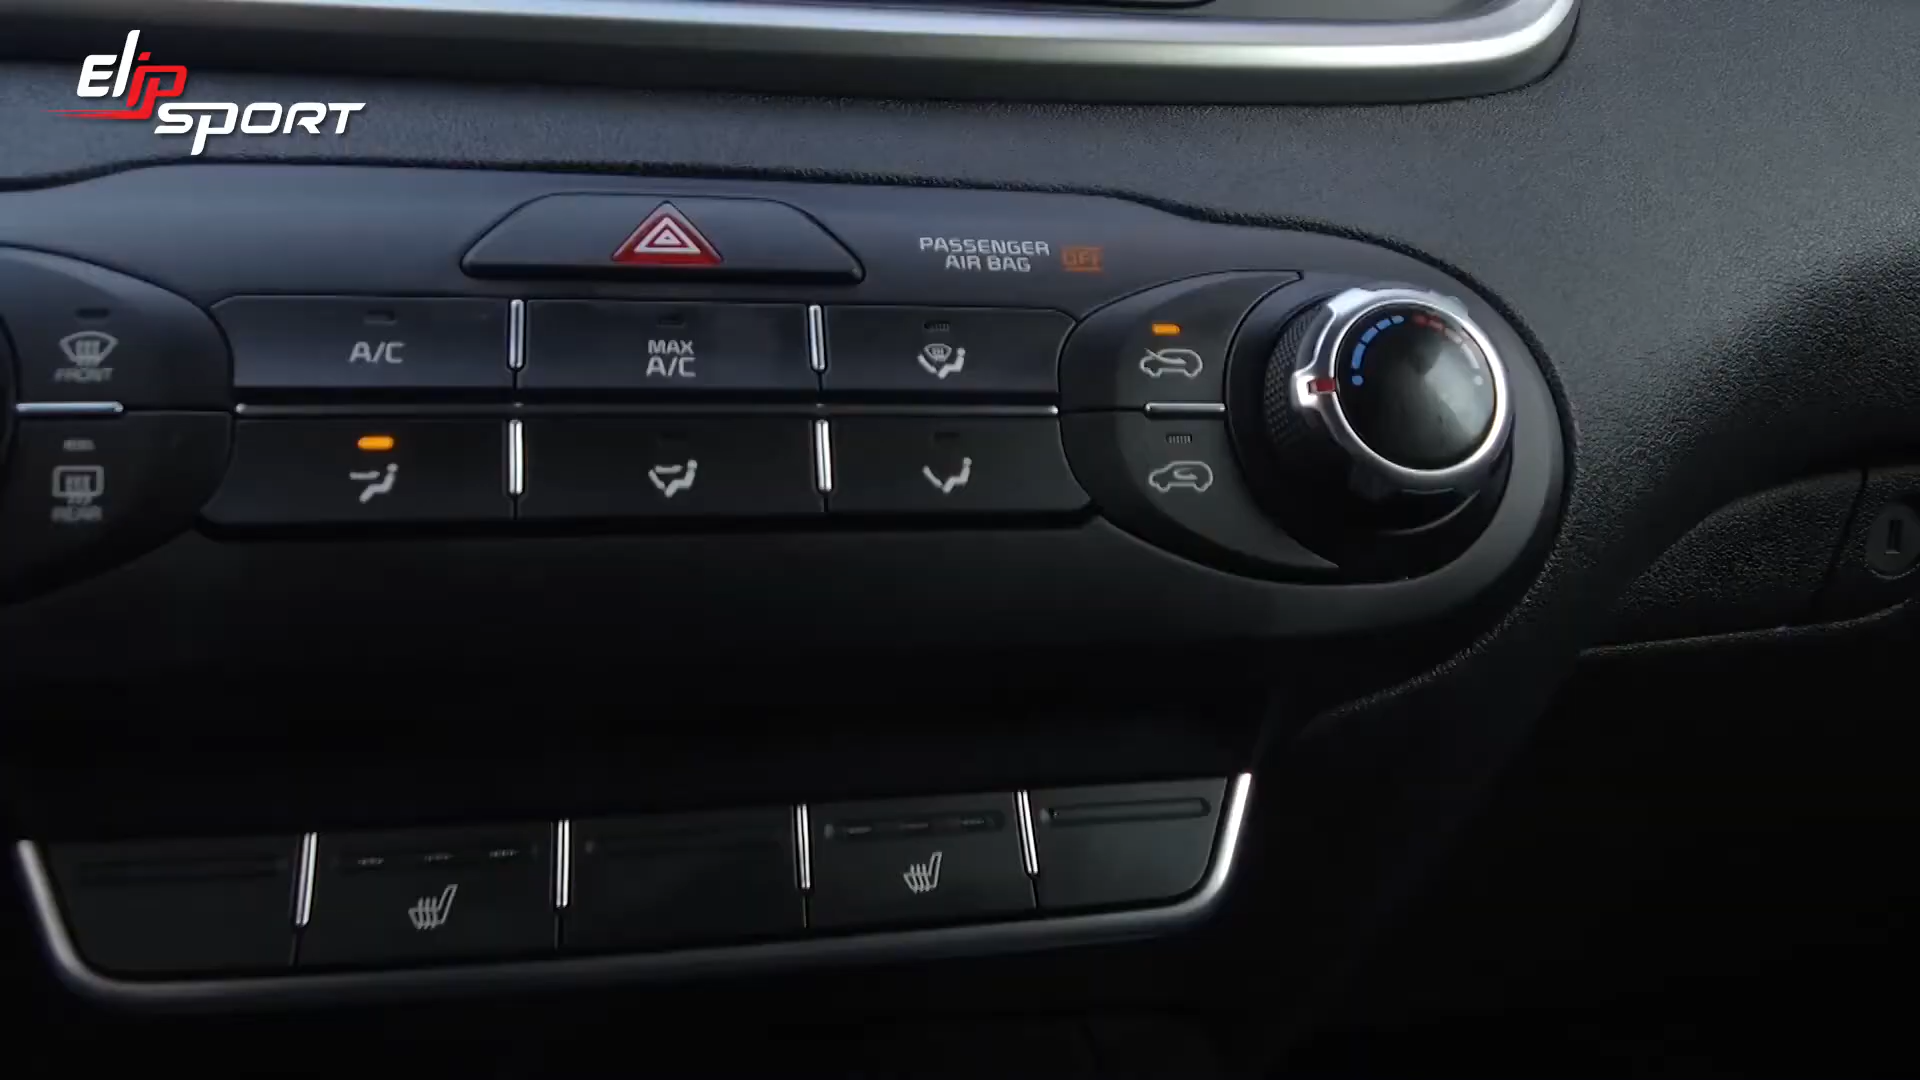 Elip
SPORT
PASSENGER
AIR BAG OFF
A/C
MAX
A/C
FRONT
REAR